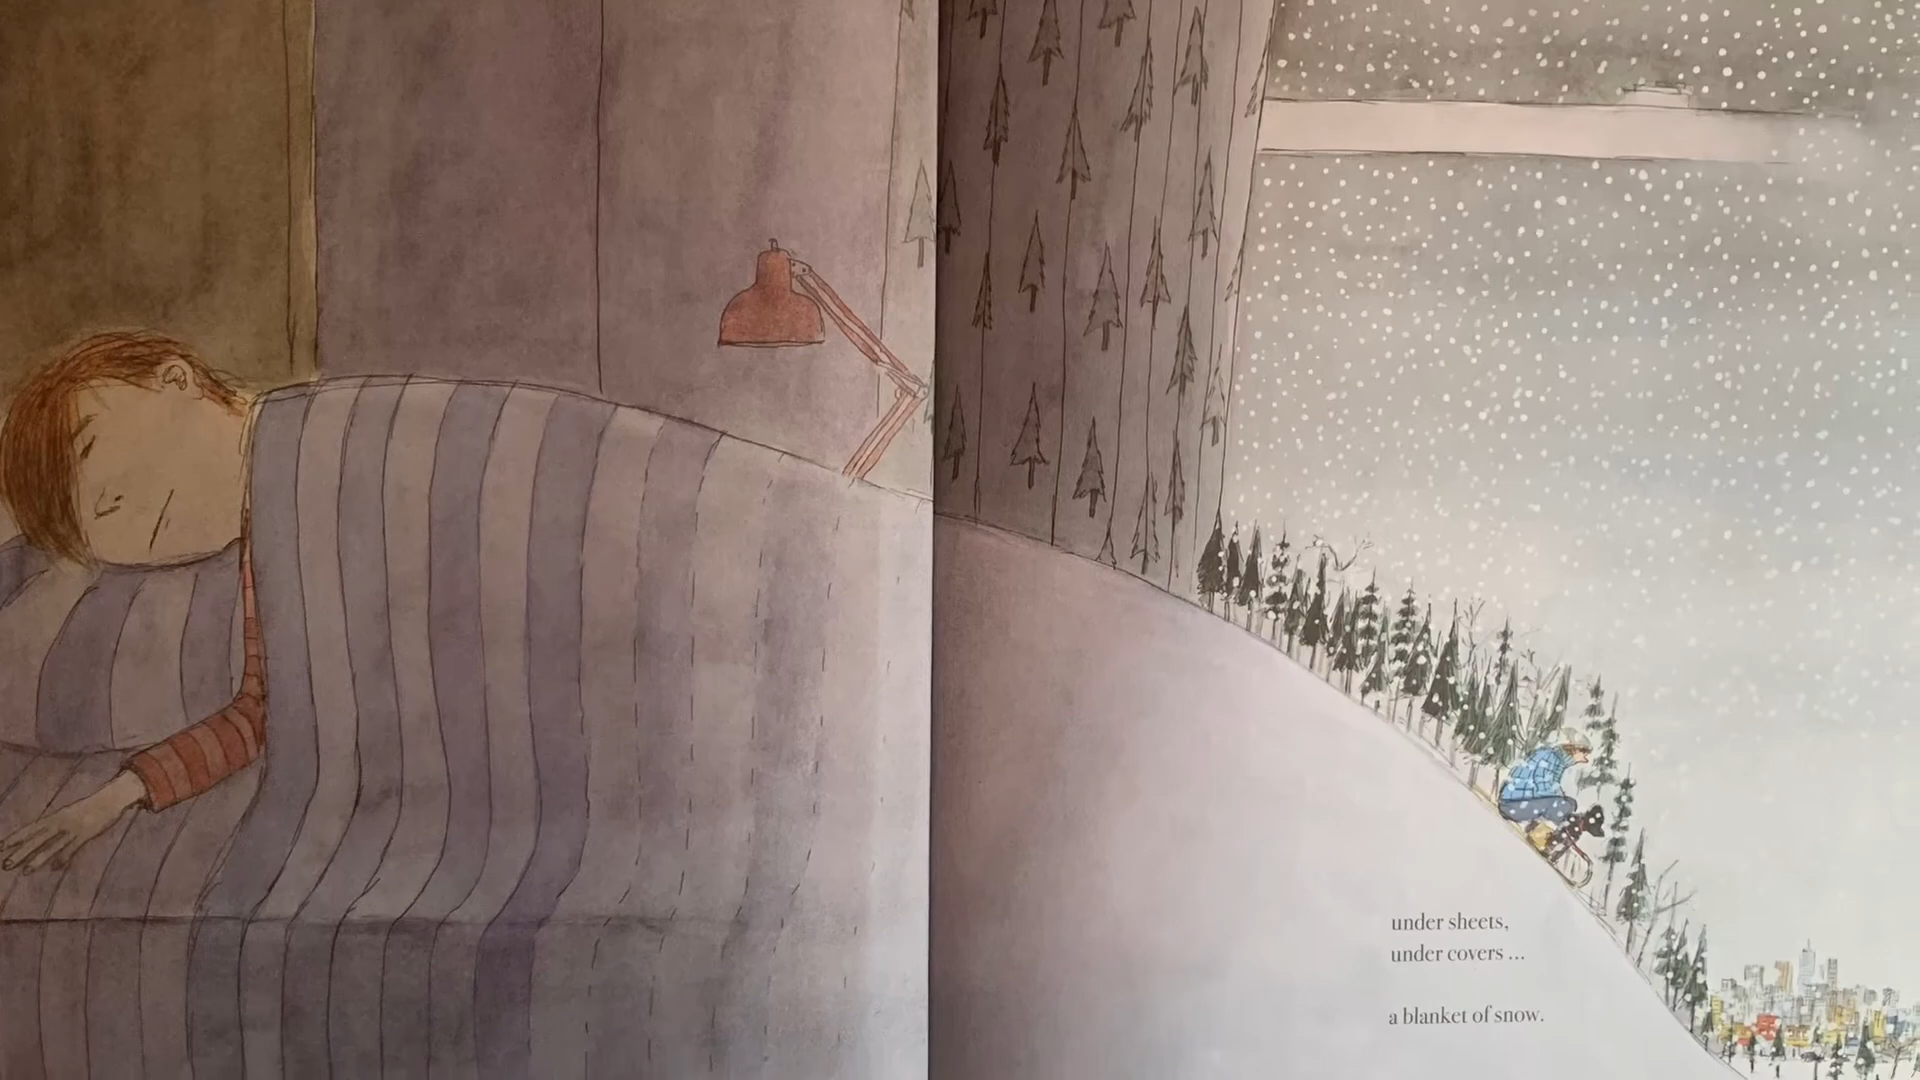 under sheets,
under covers ...
a blanket of snow.